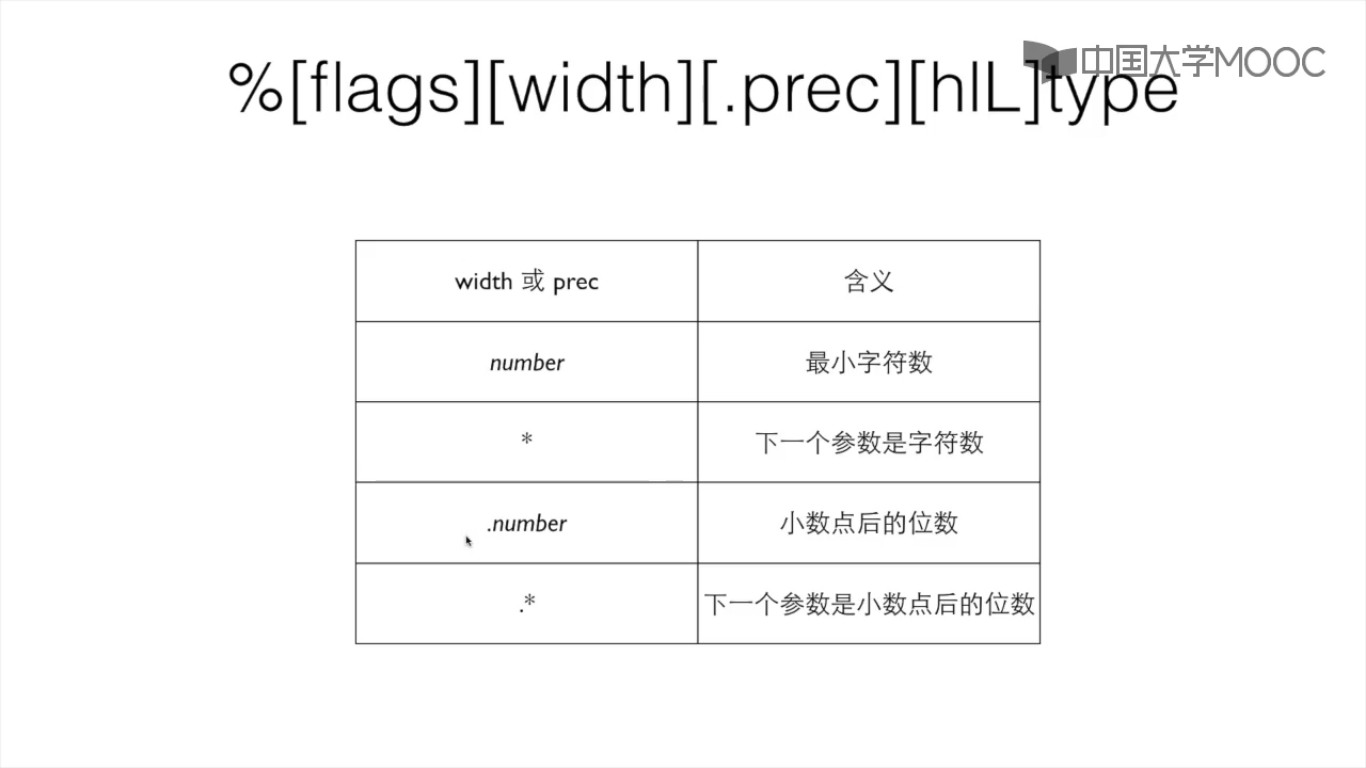 中国大学MOOC
%[flags][width][.prec][hlL]type
width 或 prec 含义
number 最小字符数
* 下一个参数是字符数
.number 小数点后的位数
.* 下一个参数是小数点后的位数